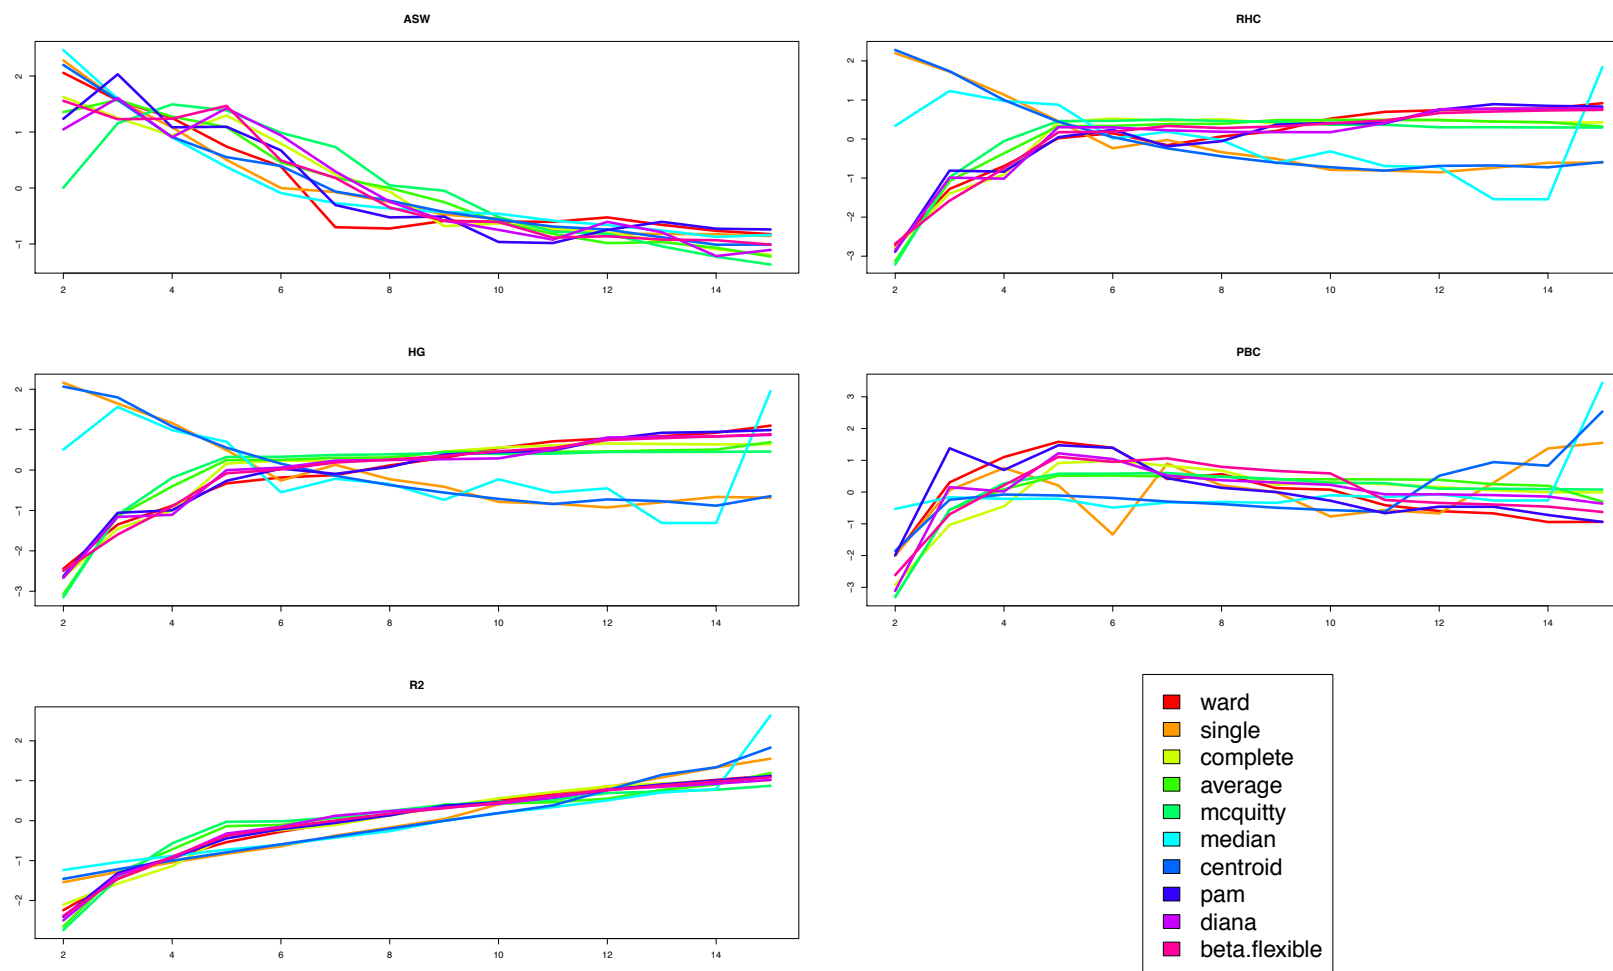 ASW
2
1
0
−1
2 4 6 8 10 12 14
RHC
2
1
0
−1
−2
−3
2 4 6 8 10 12 14
HG
2
1
0
−1
−2
−3
2 4 6 8 10 12 14
PBC
3
2
1
0
−1
−2
−3
2 4 6 8 10 12 14
R2
2
1
0
−1
−2
2 4 6 8 10 12 14
ward
single
complete
average
mcquitty
median
centroid
pam
diana
beta.flexible